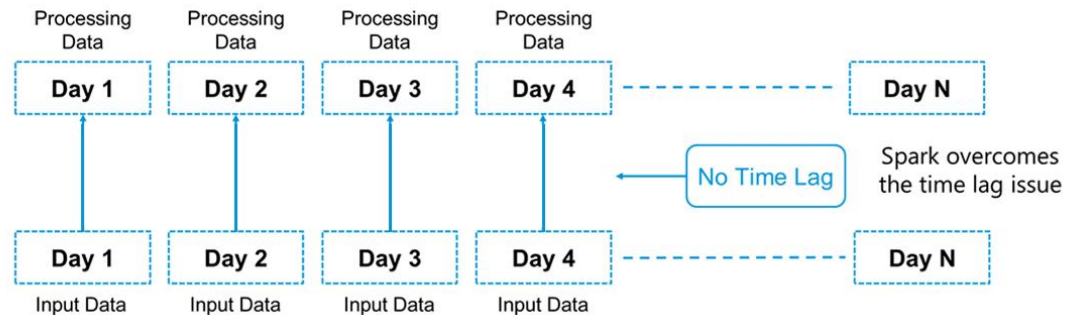 Processing Data
Processing Data
Processing Data
Processing Data
Day 1
Day 2
Day 3
Day 4
Day N
No Time Lag
Spark overcomes
the time lag issue
Day 1
Day 2
Day 3
Day 4
Day N
Input Data
Input Data
Input Data
Input Data